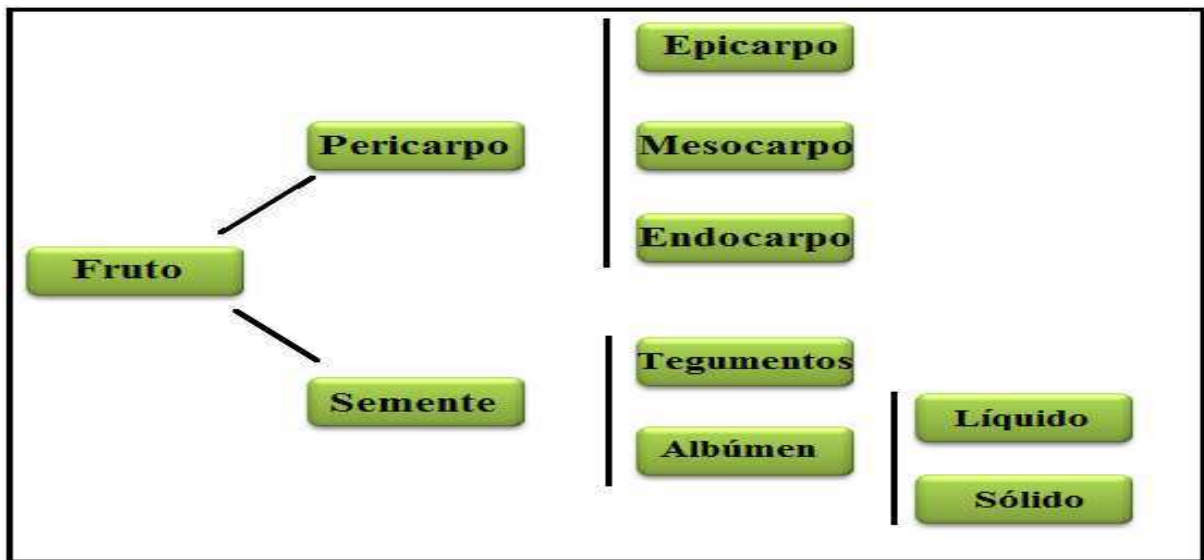 Epicarpo
Pericarpo
Mesocarpo
Endocarpo
Fruto
Tegumentos
Semente
Albúmen
Líquido
Sólido